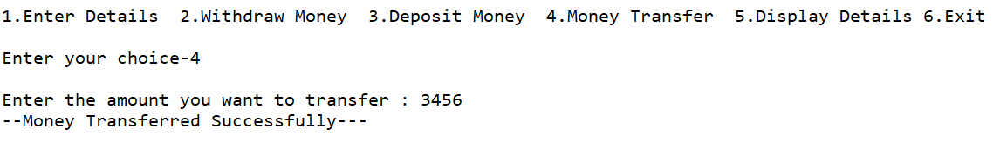 1.Enter Details  2.Withdraw Money  3.Deposit Money  4.Money Transfer  5.Display Details 6.Exit
Enter your choice-4
Enter the amount you want to transfer : 3456
--Money Transferred Successfully---